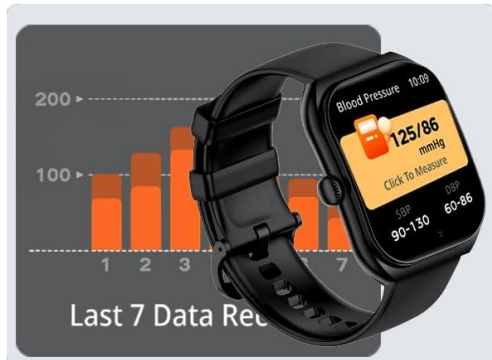 200
100
1 2 3 7
Last 7 Data Rec
Blood Pressure 10:09
125/86
mmHg
Click To Measure
SBP DBP
90-130 60-86